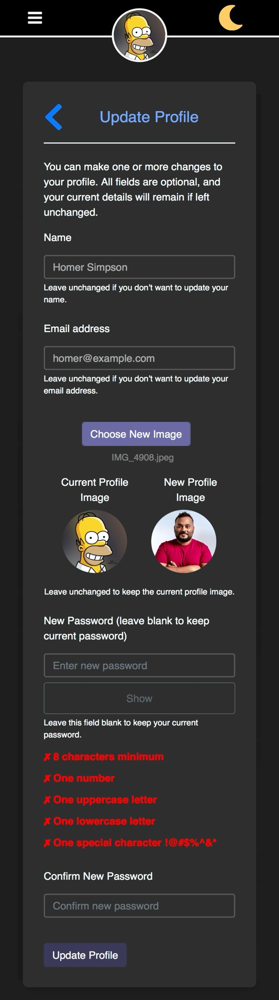 Update Profile
You can make one or more changes to
your profile. All fields are optional, and
your current details will remain if left
unchanged.
Name
Homer Simpson
Leave unchanged if you don’t want to update your
name.
Email address
homer@example.com
Leave unchanged if you don’t want to update your
email address.
Choose New Image
IMG_4908.jpeg
Current Profile
Image
New Profile
Image
Leave unchanged to keep the current profile image.
New Password (leave blank to keep
current password)
Enter new password
Show
Leave this field blank to keep your current
password.
✗ 8 characters minimum
✗ One number
✗ One uppercase letter
✗ One lowercase letter
✗ One special character !@#$%^&*
Confirm New Password
Confirm new password
Update Profile